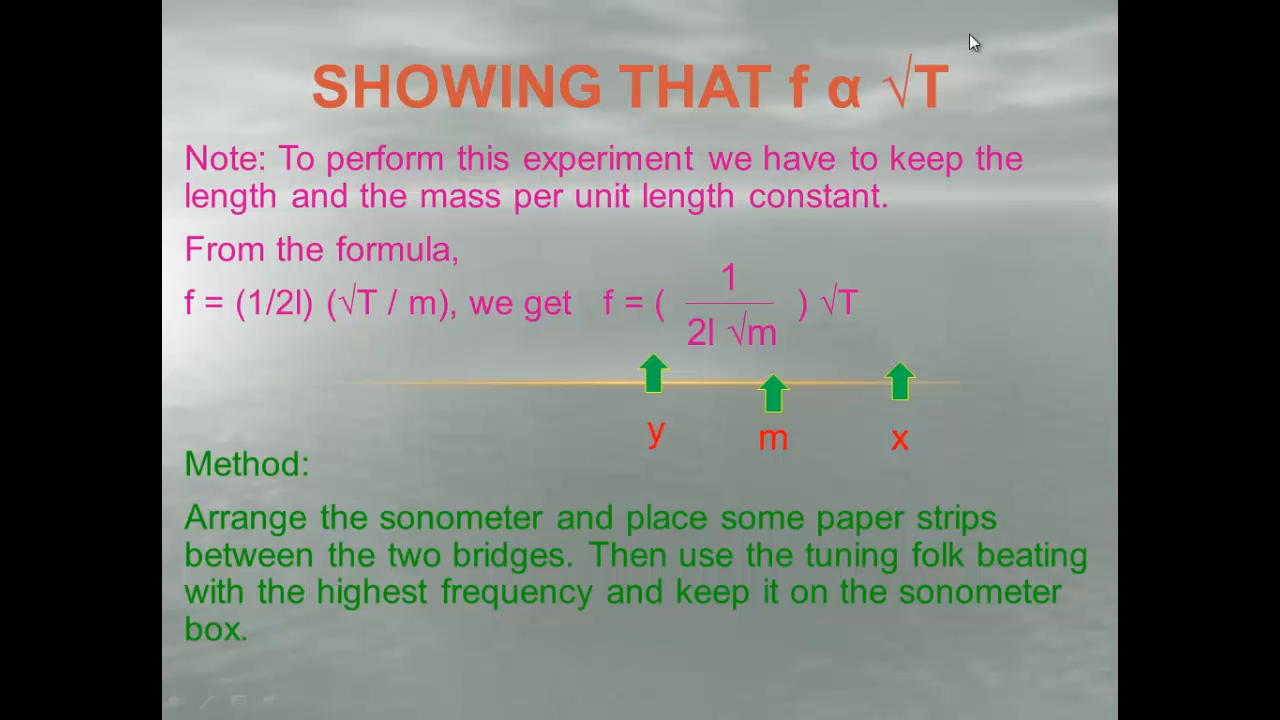 SHOWING THAT f α √T
Note: To perform this experiment we have to keep the
length and the mass per unit length constant.
From the formula,
f = (1/2l) (√T / m), we get f = ( 1 / 2l √m ) √T
y m x
Method:
Arrange the sonometer and place some paper strips
between the two bridges. Then use the tuning folk beating
with the highest frequency and keep it on the sonometer
box.